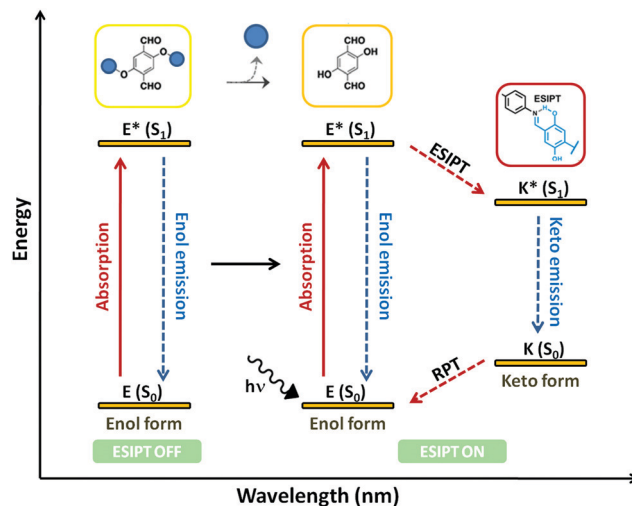 CHO
O
O
CHO
CHO
OH
HO
CHO
ESIPT
N
H
O
OH
E* (S1)
E* (S1)
K* (S1)
Energy
Absorption
Enol emission
Absorption
Enol emission
ESIPT
Keto emission
hν
RPT
K (S0)
Keto form
E (S0)
E (S0)
Enol form
Enol form
ESIPT OFF
ESIPT ON
Wavelength (nm)